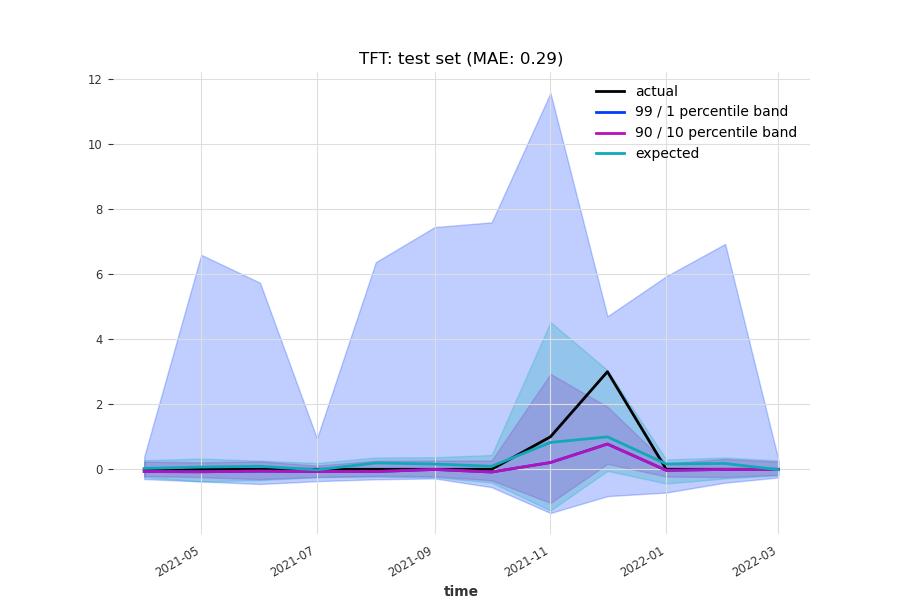 TFT: test set (MAE: 0.29)
actual
99 / 1 percentile band
90 / 10 percentile band
expected
12
10
8
6
4
2
0
2021-05
2021-07
2021-09
2021-11
2022-01
2022-03
time